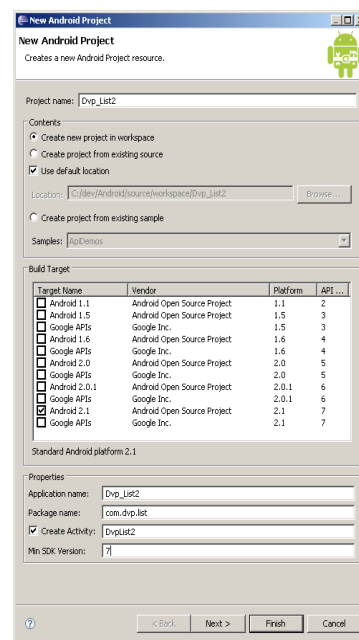 New Android Project
New Android Project
Creates a new Android Project resource.
Project name: Dvp_List2
Contents
Create new project in workspace
Create project from existing source
Use default location
Location: C:/dev/Android/source/workspace/Dvp_List2 Browse...
Create project from existing sample
Samples: ApiDemos
Build Target
Target Name Vendor Platform API ...
Android 1.1 Android Open Source Project 1.1 2
Android 1.5 Android Open Source Project 1.5 3
Google APIs Google Inc. 1.5 3
Android 1.6 Android Open Source Project 1.6 4
Google APIs Google Inc. 1.6 4
Android 2.0 Android Open Source Project 2.0 5
Google APIs Google Inc. 2.0 5
Android 2.0.1 Android Open Source Project 2.0.1 6
Google APIs Google Inc. 2.0.1 6
Android 2.1 Android Open Source Project 2.1 7
Google APIs Google Inc. 2.1 7
Standard Android platform 2.1
Properties
Application name: Dvp_List2
Package name: com.dvp.list
Create Activity: DvpList2
Min SDK Version: 7
? < Back Next > Finish Cancel